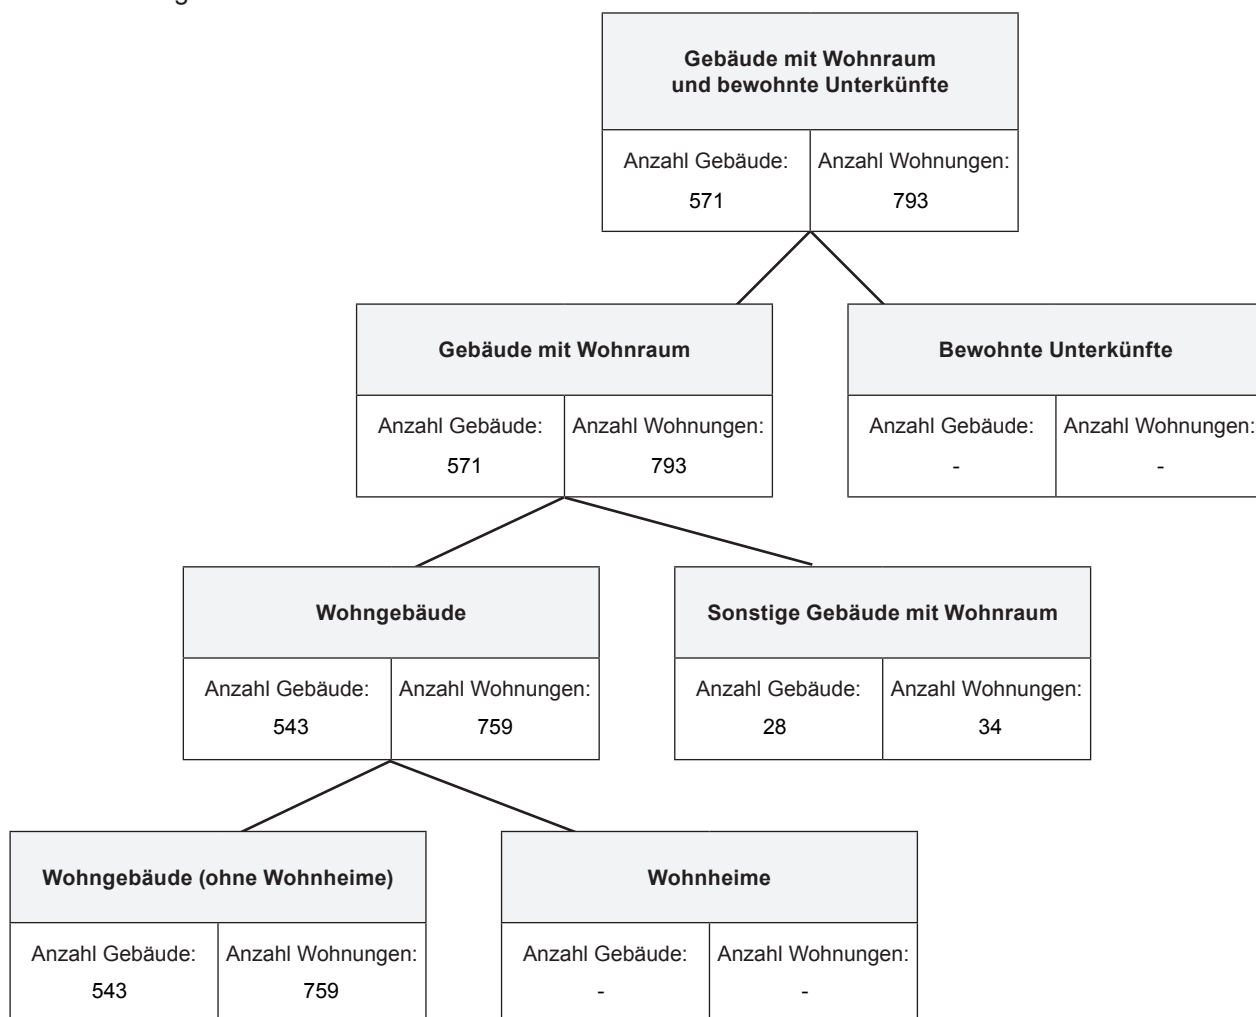 Gebäude mit Wohnraum
und bewohnte Unterkünfte
Anzahl Gebäude: Anzahl Wohnungen:
571 793
Gebäude mit Wohnraum
Anzahl Gebäude: Anzahl Wohnungen:
571 793
Bewohnte Unterkünfte
Anzahl Gebäude: Anzahl Wohnungen:
- -
Wohngebäude
Anzahl Gebäude: Anzahl Wohnungen:
543 759
Sonstige Gebäude mit Wohnraum
Anzahl Gebäude: Anzahl Wohnungen:
28 34
Wohngebäude (ohne Wohnheime)
Anzahl Gebäude: Anzahl Wohnungen:
543 759
Wohnheime
Anzahl Gebäude: Anzahl Wohnungen:
- -